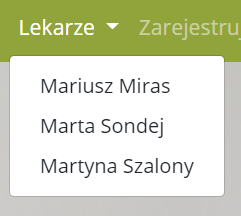 Lekarze Zarejestruj
Mariusz Miras
Marta Sondej
Martyna Szalony